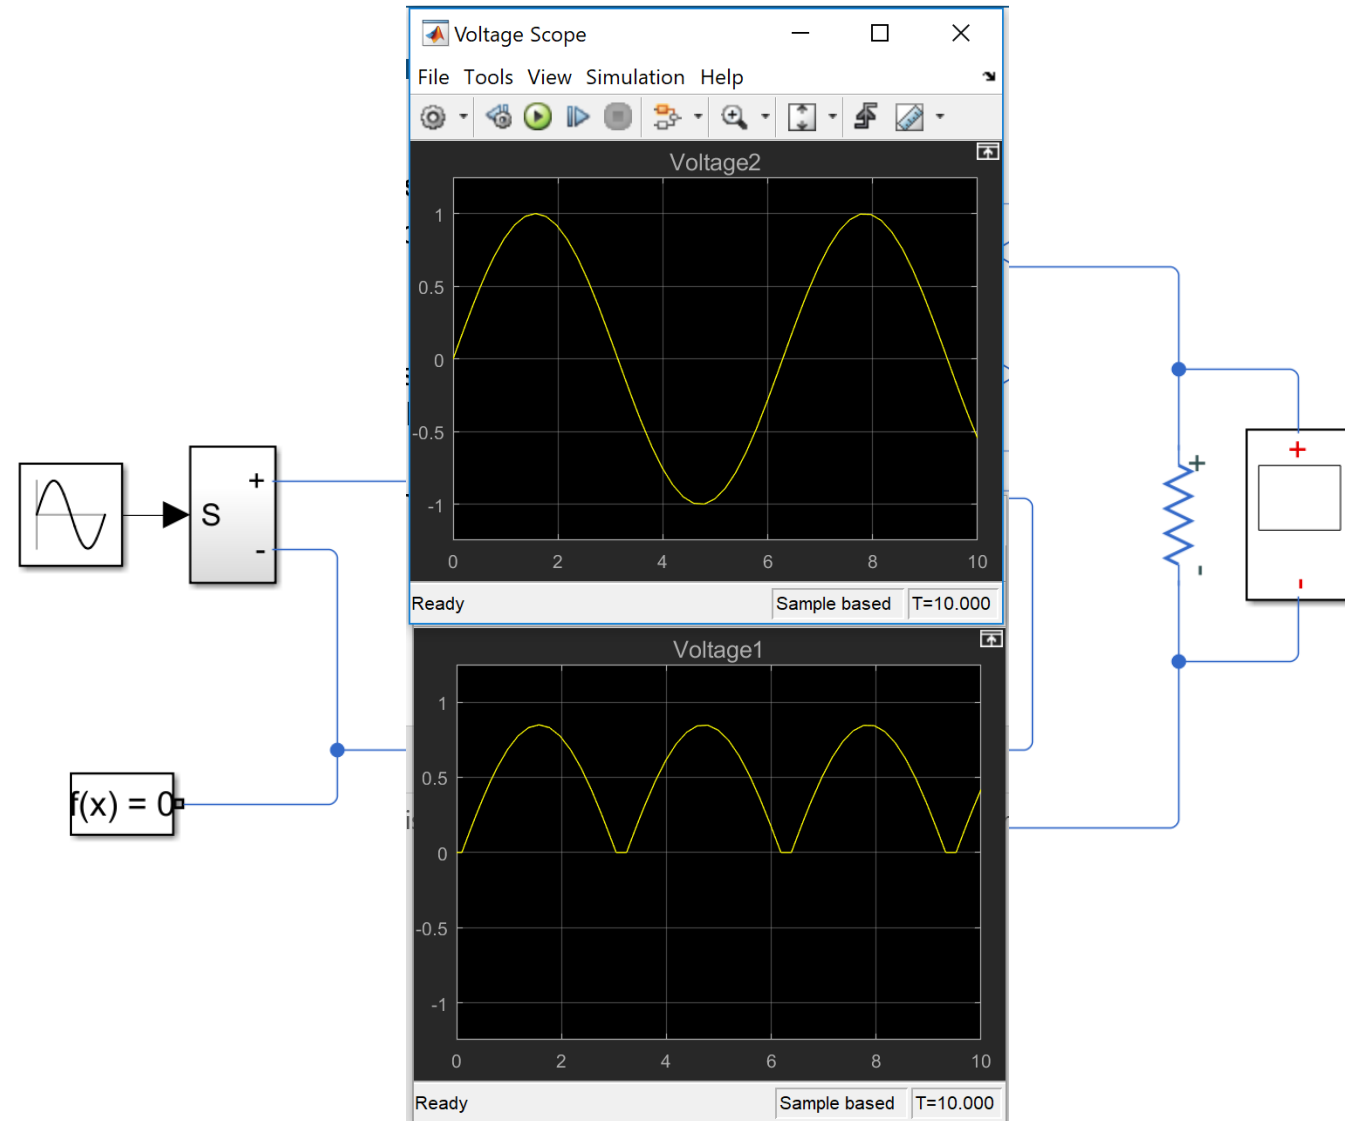 Voltage Scope
File Tools View Simulation Help
Voltage2
1
0.5
0
-0.5
-1
0 2 4 6 8 10
Ready Sample based T=10.000
+
S
-
f(x) = 0
+
-
+
-
Voltage1
1
0.5
0
-0.5
-1
0 2 4 6 8 10
Ready Sample based T=10.000